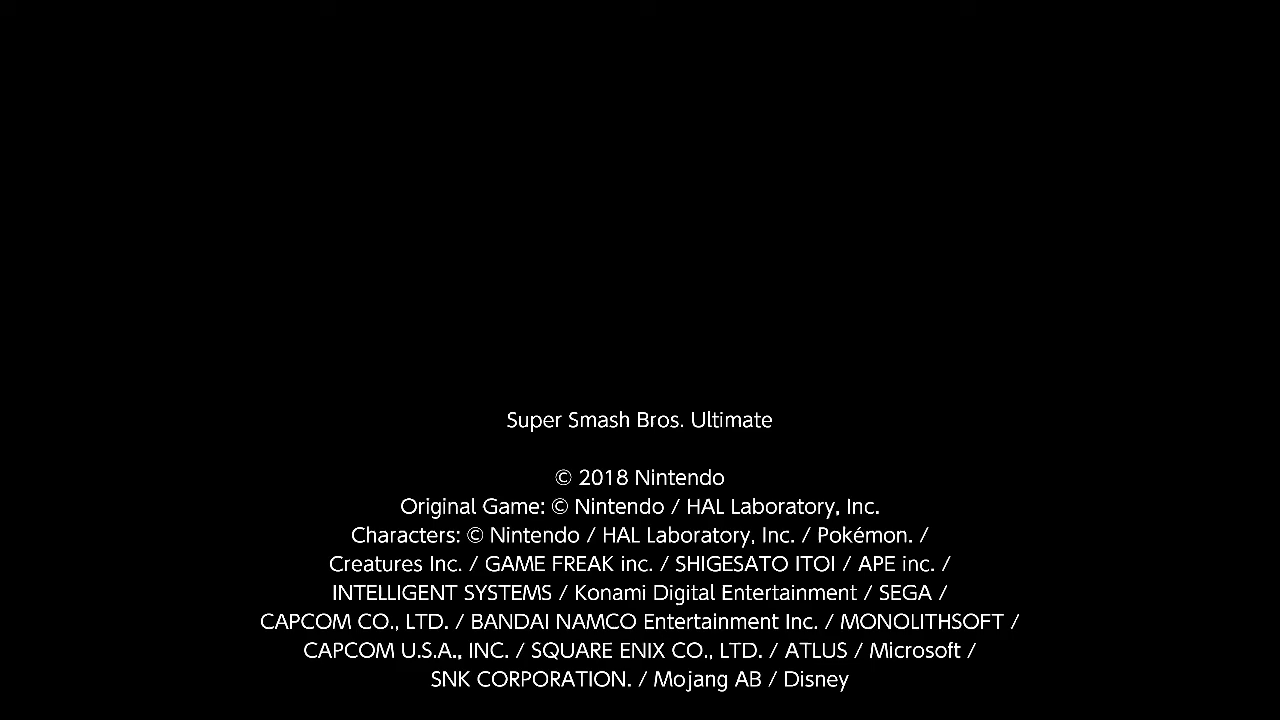 Super Smash Bros. Ultimate
© 2018 Nintendo
Original Game: © Nintendo / HAL Laboratory, Inc.
Characters: © Nintendo / HAL Laboratory, Inc. / Pokémon. /
Creatures Inc. / GAME FREAK inc. / SHIGESATO ITOI / APE inc. /
INTELLIGENT SYSTEMS / Konami Digital Entertainment / SEGA /
CAPCOM CO., LTD. / BANDAI NAMCO Entertainment Inc. / MONOLITHSOFT /
CAPCOM U.S.A., INC. / SQUARE ENIX CO., LTD. / ATLUS / Microsoft /
SNK CORPORATION. / Mojang AB / Disney